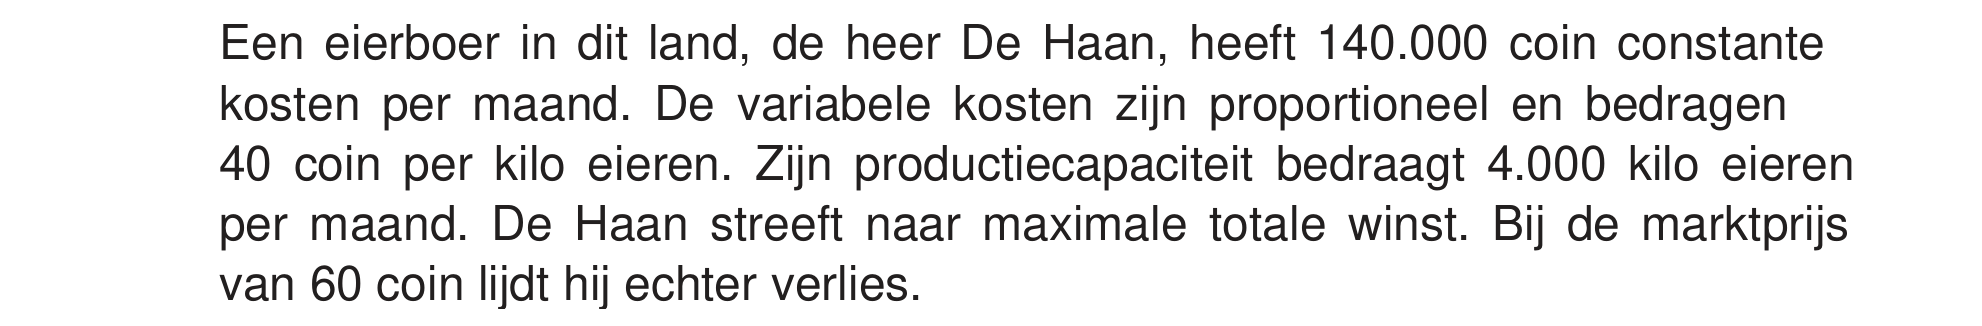 Een eierboer in dit land, de heer De Haan, heeft 140.000 coin constante
kosten per maand. De variabele kosten zijn proportioneel en bedragen
40 coin per kilo eieren. Zijn productiecapaciteit bedraagt 4.000 kilo eieren
per maand. De Haan streeft naar maximale totale winst. Bij de marktprijs
van 60 coin lijdt hij echter verlies.